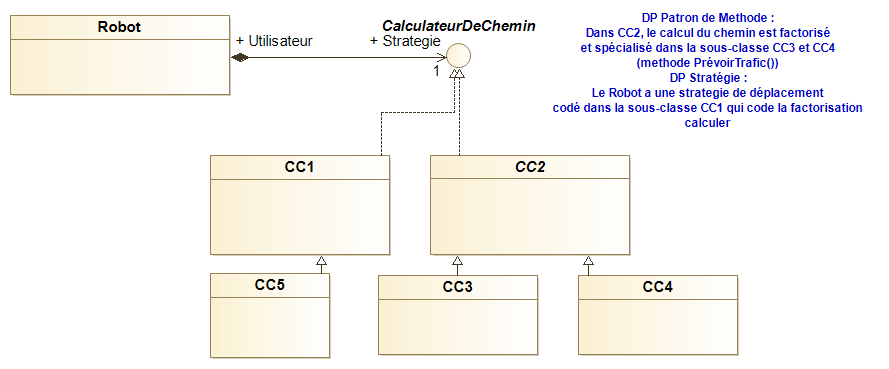 Robot
+ Utilisateur
+ Strategie
CalculateurDeChemin
1
DP Patron de Methode :
Dans CC2, le calcul du chemin est factorisé
et spécialisé dans la sous-classe CC3 et CC4
(methode PrévoirTrafic())
DP Stratégie :
Le Robot a une strategie de déplacement
codé dans la sous-classe CC1 qui code la factorisation
calculer
CC1
CC2
CC5
CC3
CC4